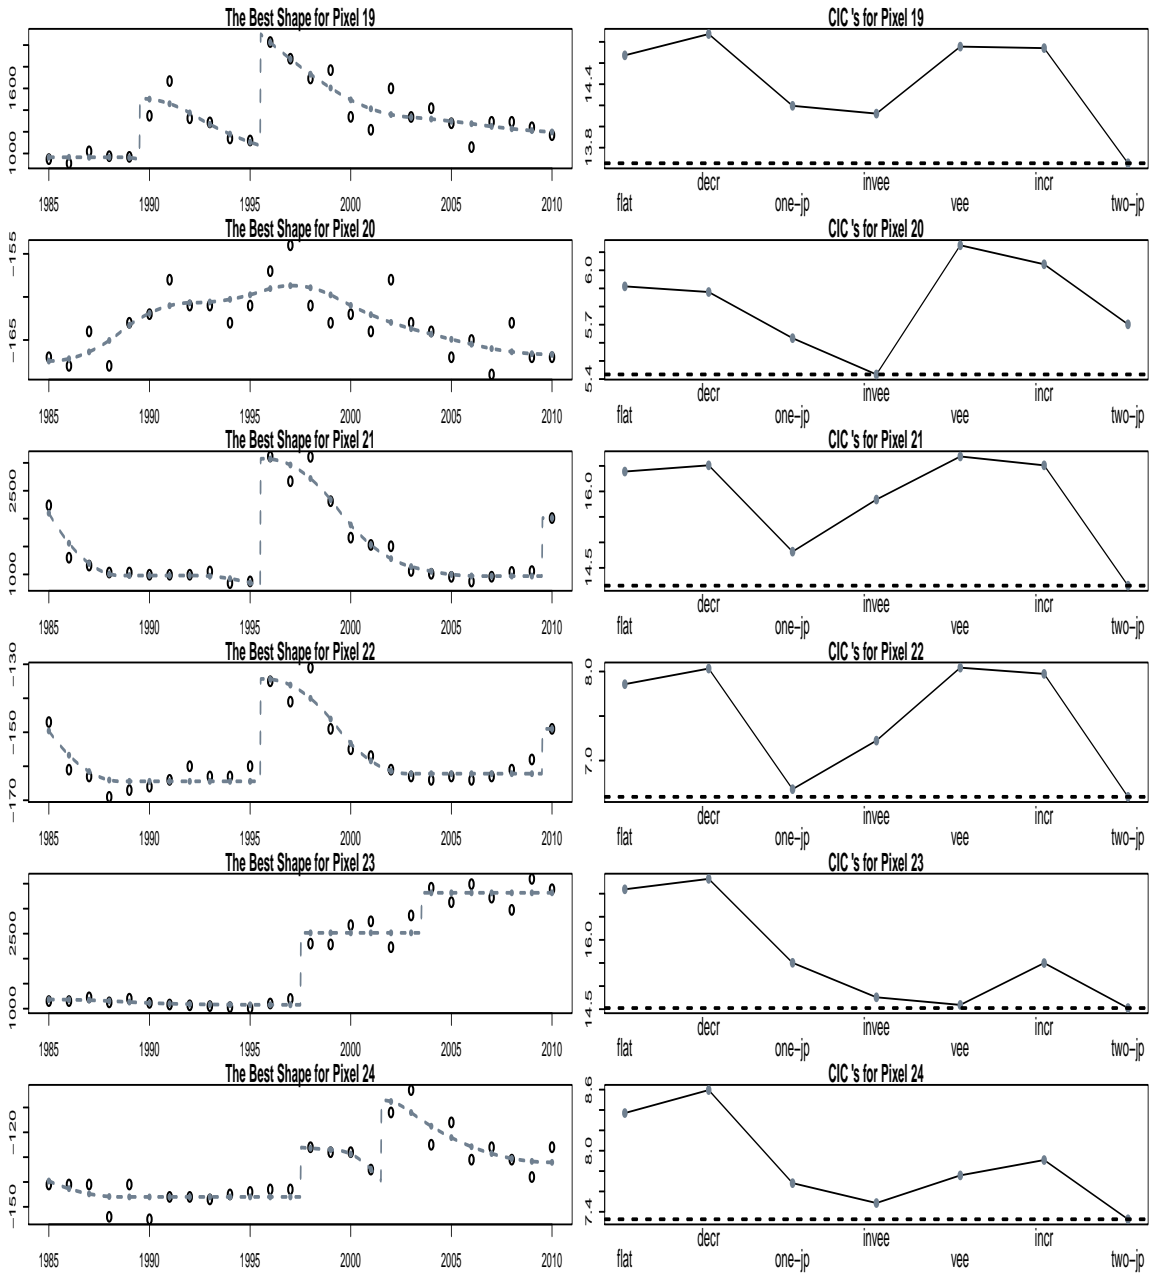 The Best Shape for Pixel 19
CIC 's for Pixel 19
1000 1600
1985 1990 1995 2000 2005 2010
13.8 14.4
decr invee incr
flat one−jp vee two−jp
The Best Shape for Pixel 20
CIC 's for Pixel 20
−165 −155
1985 1990 1995 2000 2005 2010
5.4 5.7 6.0
decr invee incr
flat one−jp vee two−jp
The Best Shape for Pixel 21
CIC 's for Pixel 21
1000 2500
1985 1990 1995 2000 2005 2010
14.5 16.0
decr invee incr
flat one−jp vee two−jp
The Best Shape for Pixel 22
CIC 's for Pixel 22
−170 −150 −130
1985 1990 1995 2000 2005 2010
7.0 8.0
decr invee incr
flat one−jp vee two−jp
The Best Shape for Pixel 23
CIC 's for Pixel 23
1000 2500
1985 1990 1995 2000 2005 2010
14.5 16.0
decr invee incr
flat one−jp vee two−jp
The Best Shape for Pixel 24
CIC 's for Pixel 24
−150 −120
1985 1990 1995 2000 2005 2010
7.4 8.0 8.6
decr invee incr
flat one−jp vee two−jp